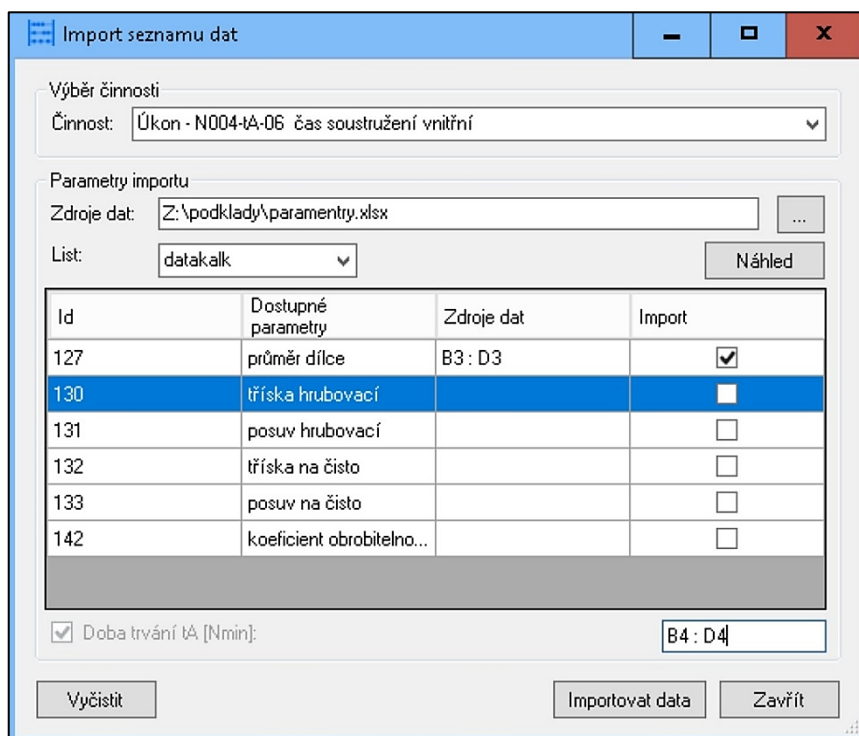 Import seznamu dat
Výběr činnosti
Činnost: Úkon - N004-tA-06 čas soustružení vnitřní
Parametry importu
Zdroje dat: Z:\podklady\paramentry.xlsx ...
List: datakalk Náhled
Id Dostupné parametry Zdroje dat Import
127 průměr dílce B3 : D3
130 tříska hrubovací
131 posuv hrubovací
132 tříska na čisto
133 posuv na čisto
142 koeficient obrobitelno...
Doba trvání tA [Nmin]: B4 : D4
Vyčistit Importovat data Zavřít